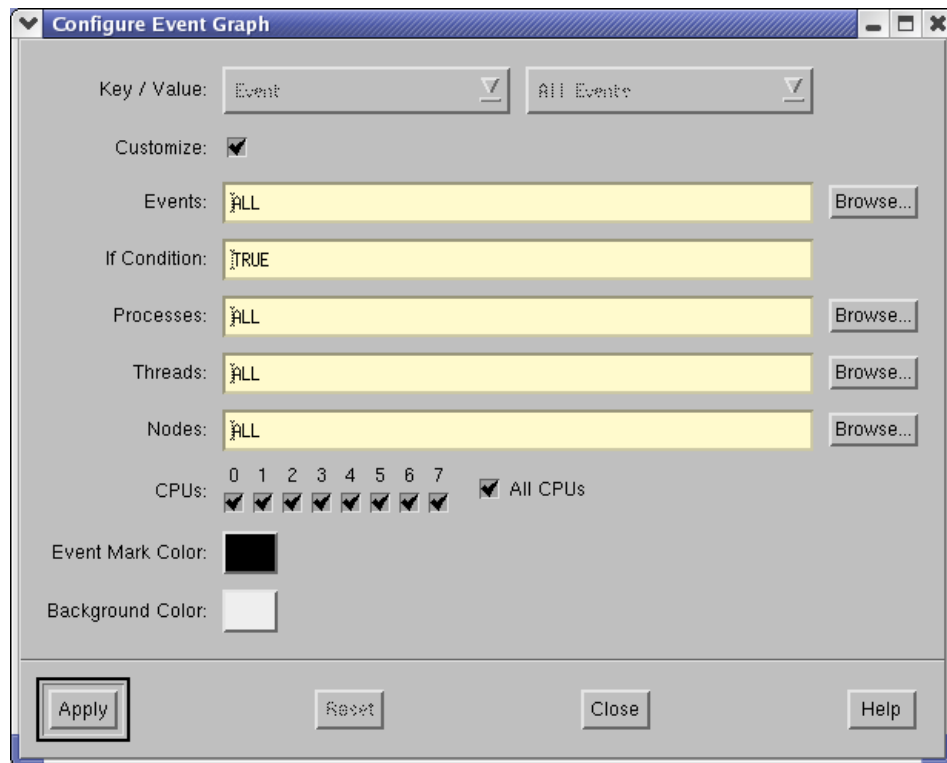 Configure Event Graph
Key / Value: Event All Events
Customize:
Events: ALL Browse...
If Condition: TRUE
Processes: ALL Browse...
Threads: ALL Browse...
Nodes: ALL Browse...
0 1 2 3 4 5 6 7
CPUs: All CPUs
Event Mark Color:
Background Color:
Apply Reset Close Help